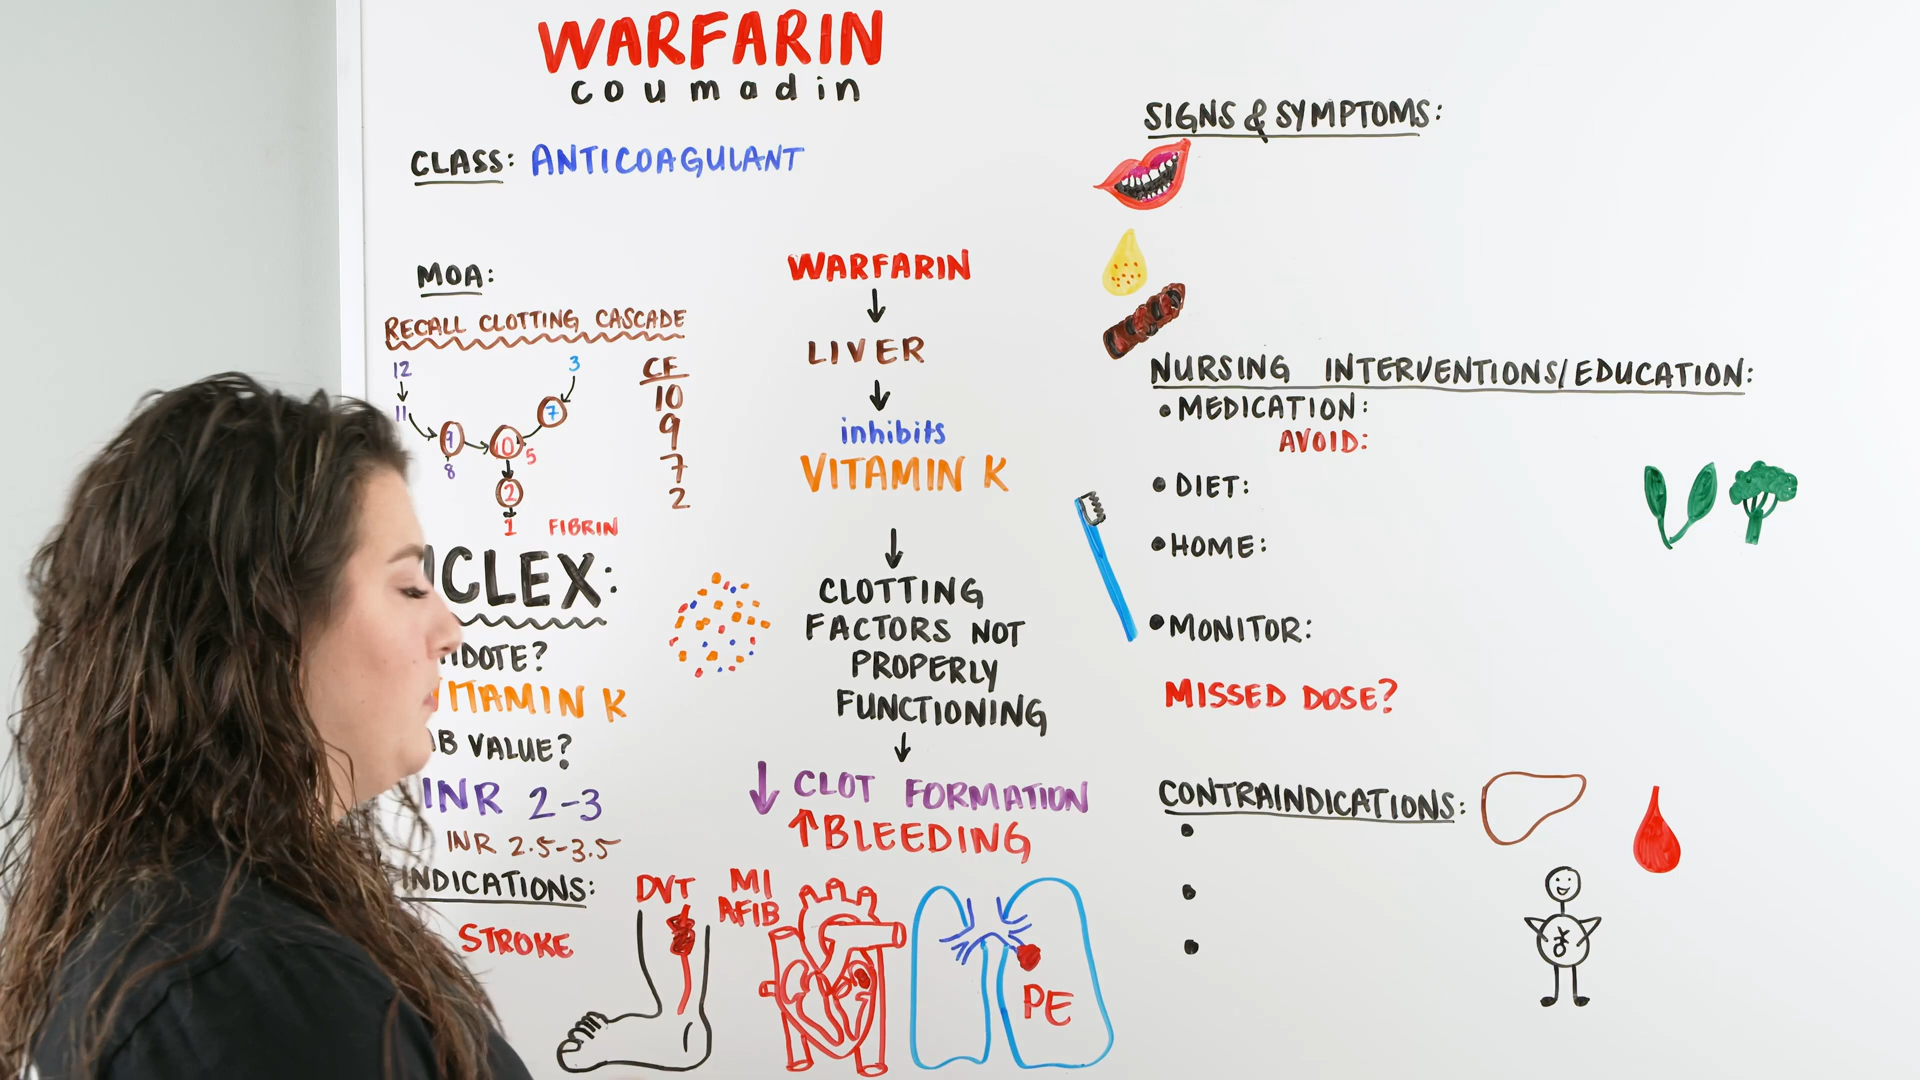 WARFARIN
coumadin
CLASS: ANTICOAGULANT
MOA:
RECALL CLOTTING CASCADE
12
3
11
7
9
10
8
5
2
1 FIBRIN
CF
10
9
7
2
CLEX:
DOTE?
VITAMIN K
B VALUE?
INR 2-3
INR 2.5-3.5
INDICATIONS:
STROKE
DVT
MI
AFIB
PE
WARFARIN
LIVER
inhibits
VITAMIN K
CLOTTING
FACTORS NOT
PROPERLY
FUNCTIONING
↓ CLOT FORMATION
↑BLEEDING
SIGNS & SYMPTOMS:
NURSING INTERVENTIONS/EDUCATION:
• MEDICATION:
AVOID:
• DIET:
• HOME:
• MONITOR:
MISSED DOSE?
CONTRAINDICATIONS: